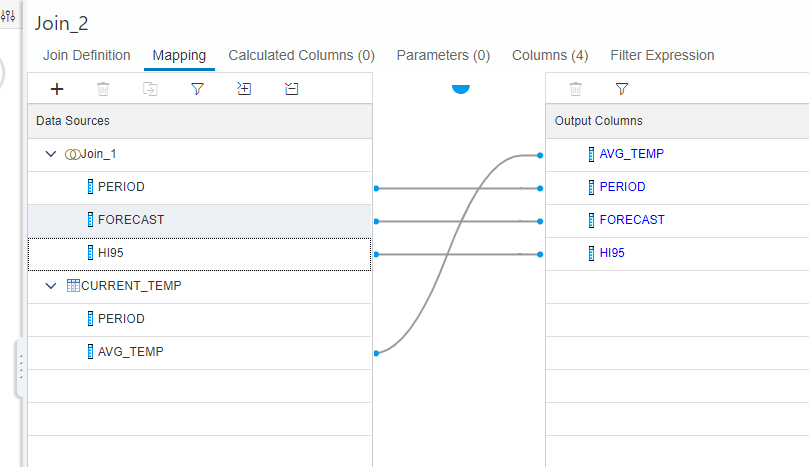 Join_2
Join Definition Mapping Calculated Columns (0) Parameters (0) Columns (4) Filter Expression
Data Sources
Output Columns
Join_1
AVG_TEMP
PERIOD
PERIOD
FORECAST
FORECAST
HI95
HI95
CURRENT_TEMP
PERIOD
AVG_TEMP